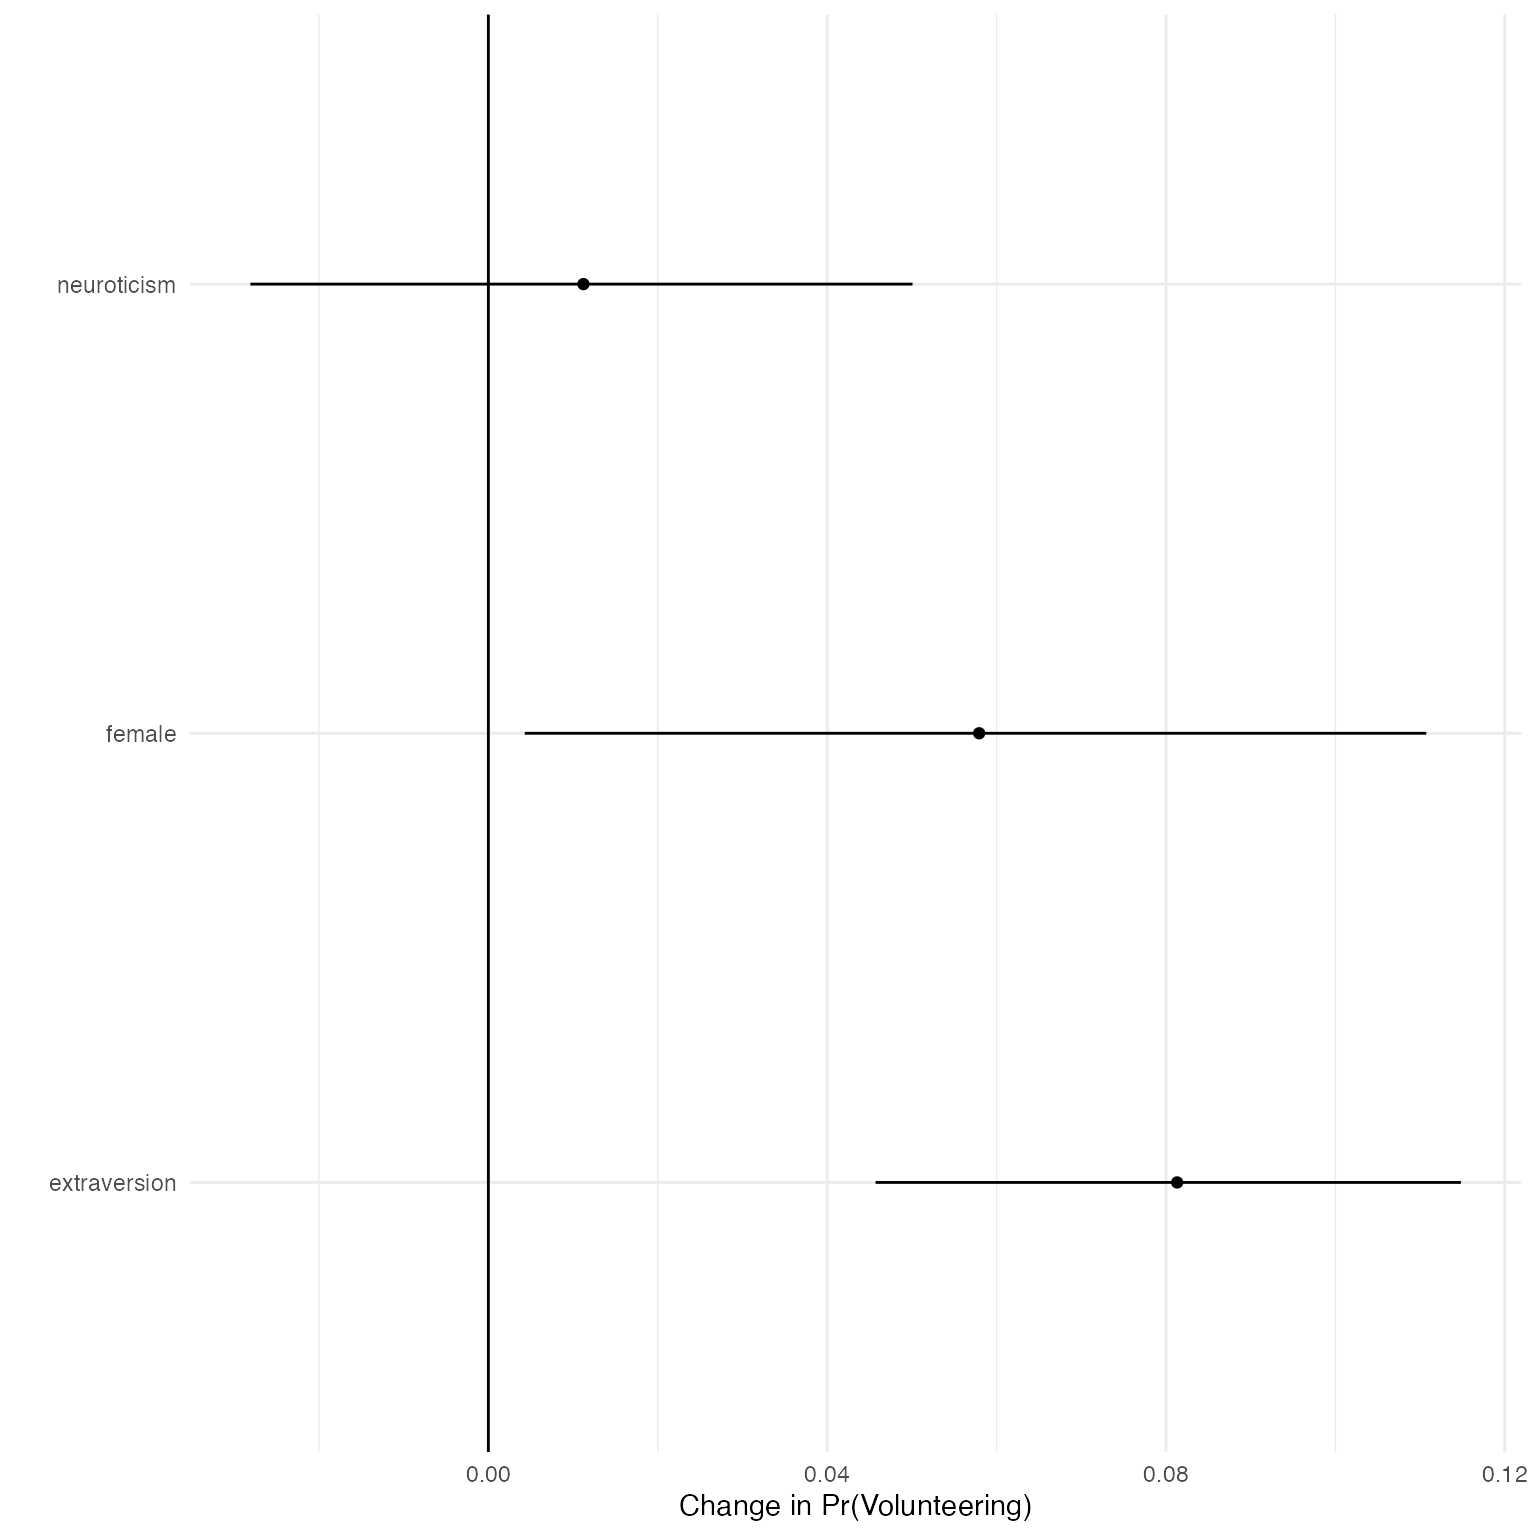 neuroticism
female
extraversion
0.00 0.04 0.08 0.12
Change in Pr(Volunteering)